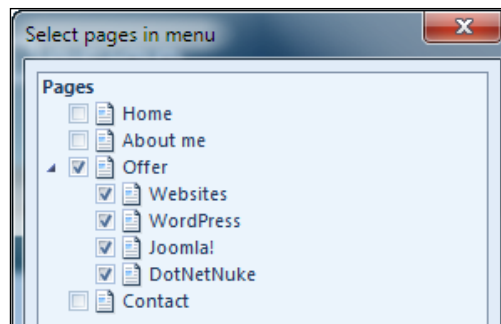 Select pages in menu
Pages
Home
About me
Offer
Websites
WordPress
Joomla!
DotNetNuke
Contact